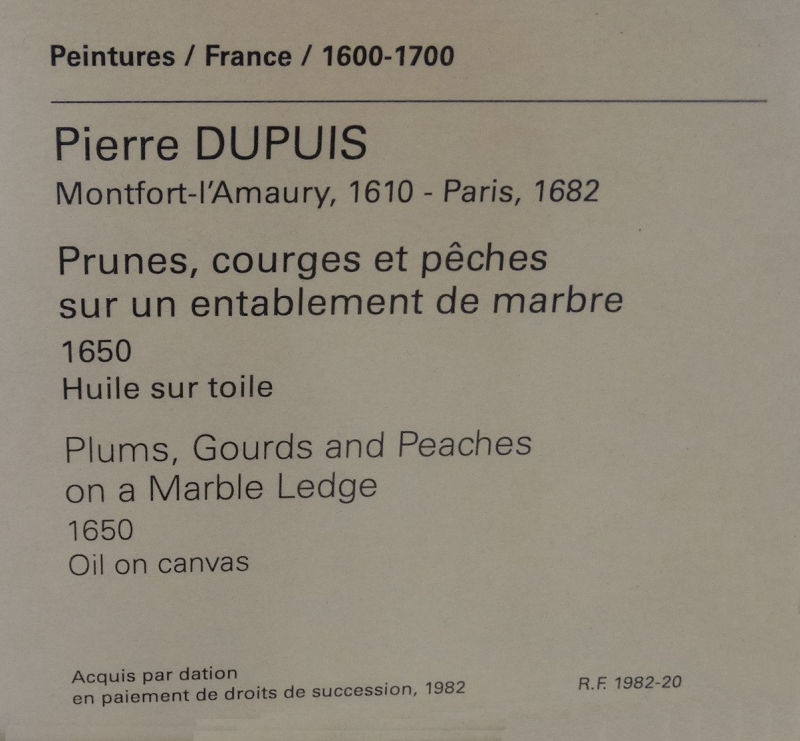 Peintures / France / 1600-1700
Pierre DUPUIS
Montfort-l'Amaury, 1610 - Paris, 1682
Prunes, courges et pêches
sur un entablement de marbre
1650
Huile sur toile
Plums, Gourds and Peaches
on a Marble Ledge
1650
Oil on canvas
Acquis par dation
en paiement de droits de succession, 1982
R.F. 1982-20